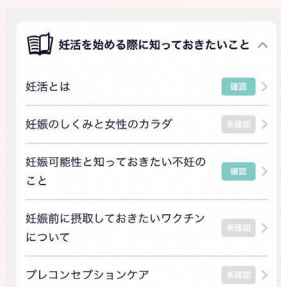 妊活を始める際に知っておきたいこと
妊活とは
確認
妊娠のしくみと女性のカラダ
未確認
妊娠可能性と知っておきたい不妊の
こと
確認
妊娠前に摂取しておきたいワクチン
について
未確認
プレコンセプションケア
未確認